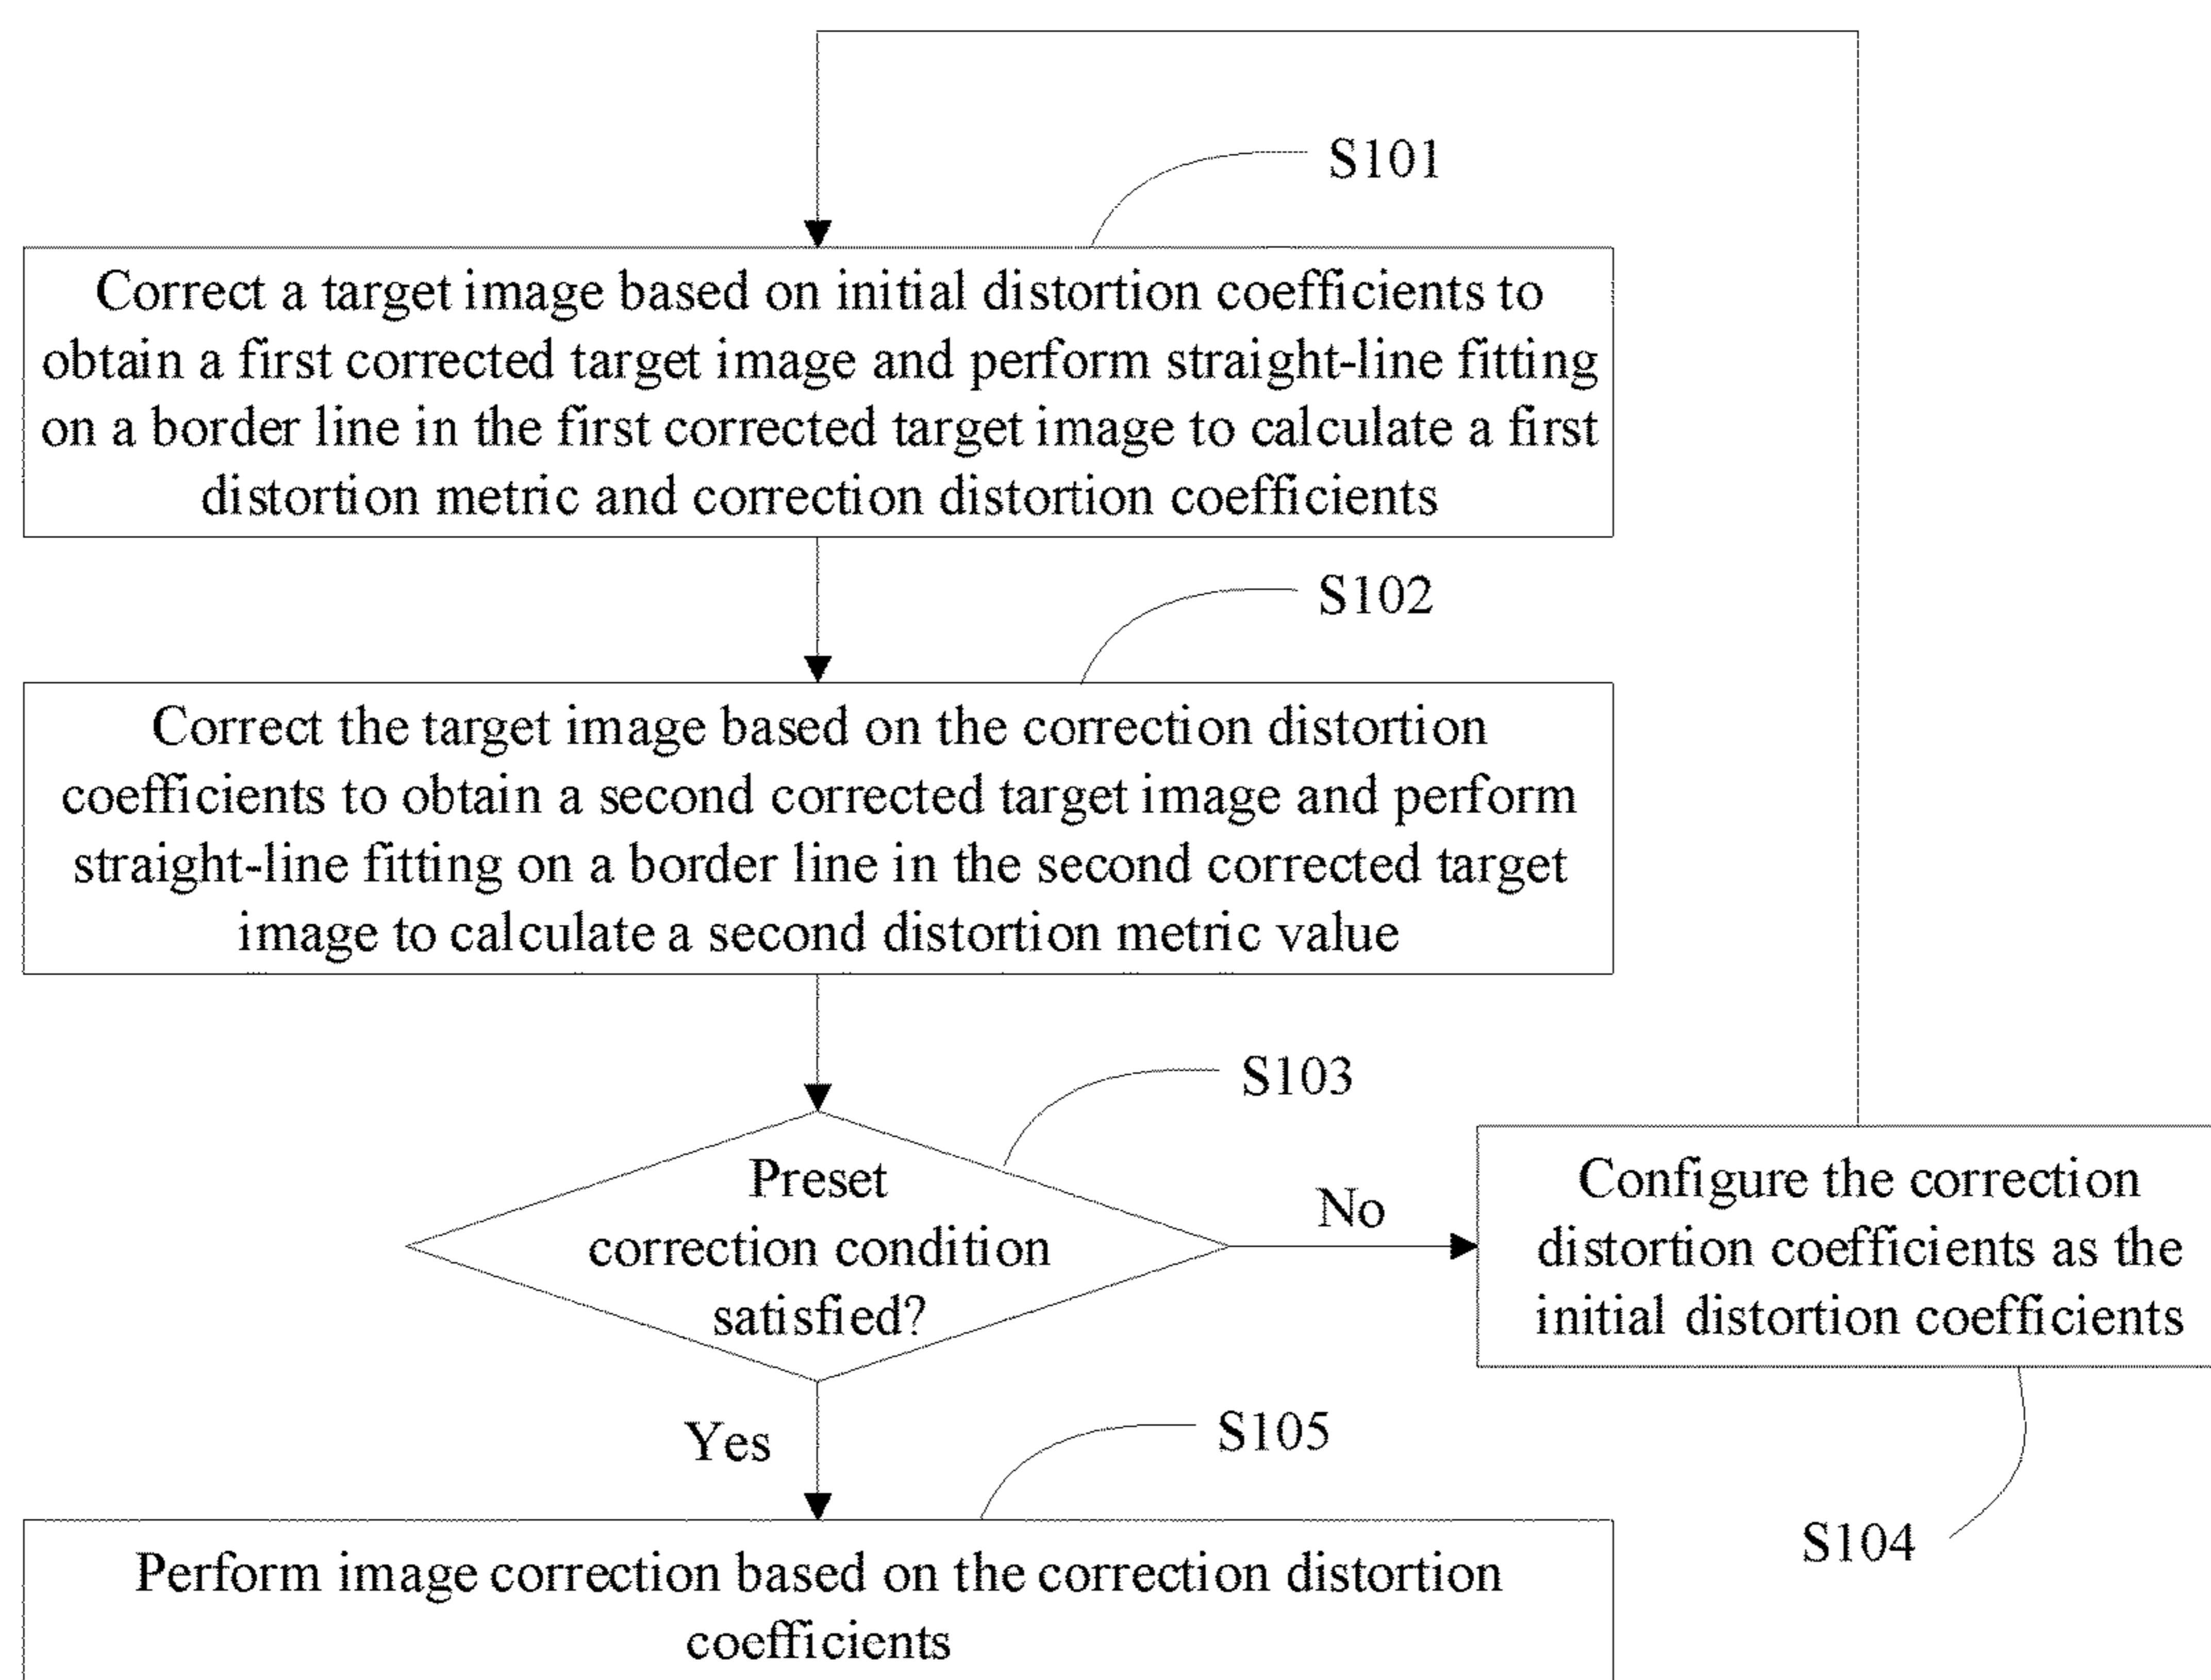 S101
Correct a target image based on initial distortion coefficients to
obtain a first corrected target image and perform straight-line fitting
on a border line in the first corrected target image to calculate a first
distortion metric and correction distortion coefficients
S102
Correct the target image based on the correction distortion
coefficients to obtain a second corrected target image and perform
straight-line fitting on a border line in the second corrected target
image to calculate a second distortion metric value
S103
Preset
correction condition
satisfied?
No
Configure the correction
distortion coefficients as the
initial distortion coefficients
S104
Yes
S105
Perform image correction based on the correction distortion
coefficients